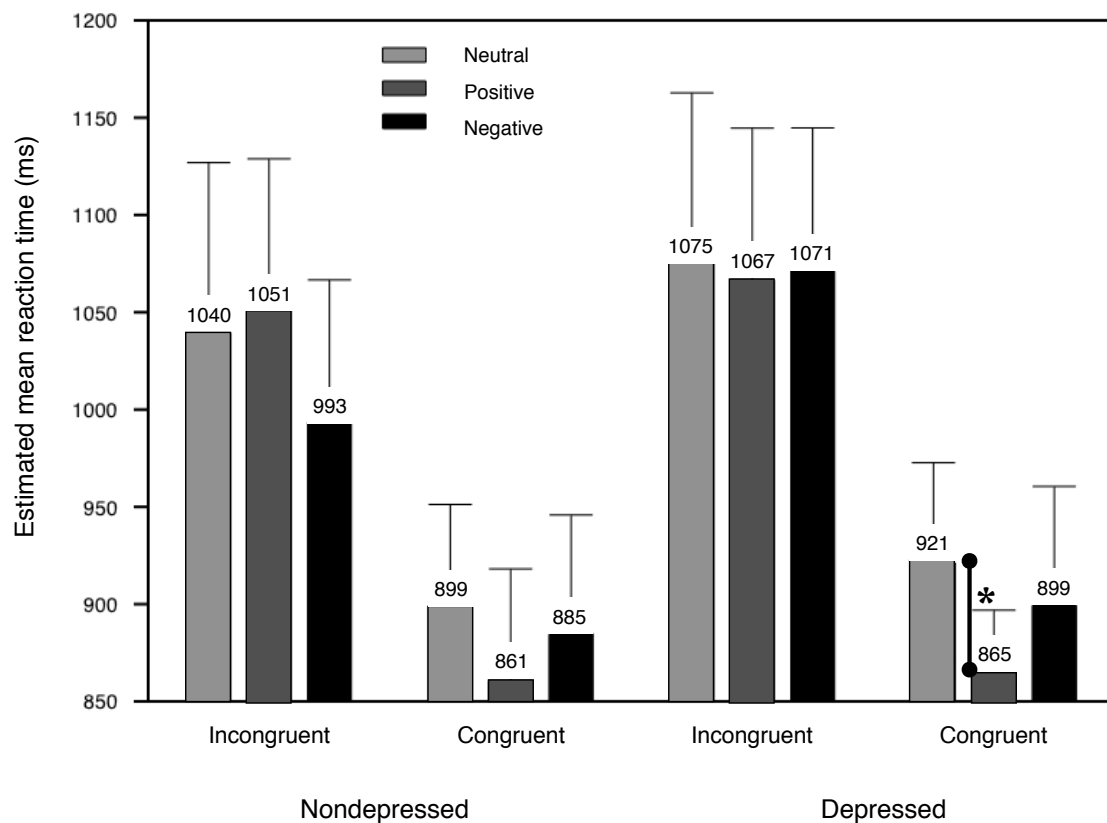 Estimated mean reaction time (ms)
1200
1150
1100
1050
1000
950
900
850
Neutral
Positive
Negative
1040
1051
993
899
861
885
1075
1067
1071
921
*
865
899
Incongruent
Congruent
Incongruent
Congruent
Nondepressed
Depressed